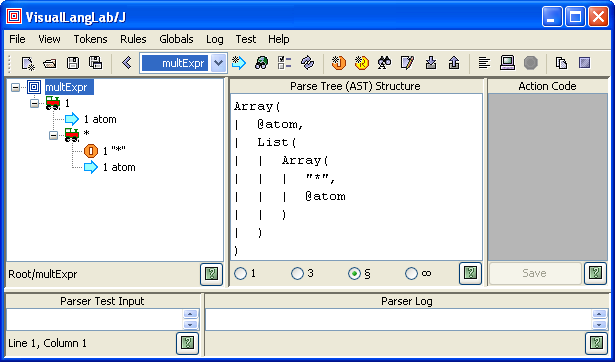 VisualLangLab/J
File View Tokens Rules Globals Log Test Help
multExpr
multExpr
1
1 atom
*
1 "*"
1 atom
Root/multExpr
Parse Tree (AST) Structure
Array(
| @atom,
| List(
| | Array(
| | | "*",
| | | @atom
| | )
| )
)
1 3 § ∞
Action Code
Save
Parser Test Input
Line 1, Column 1
Parser Log